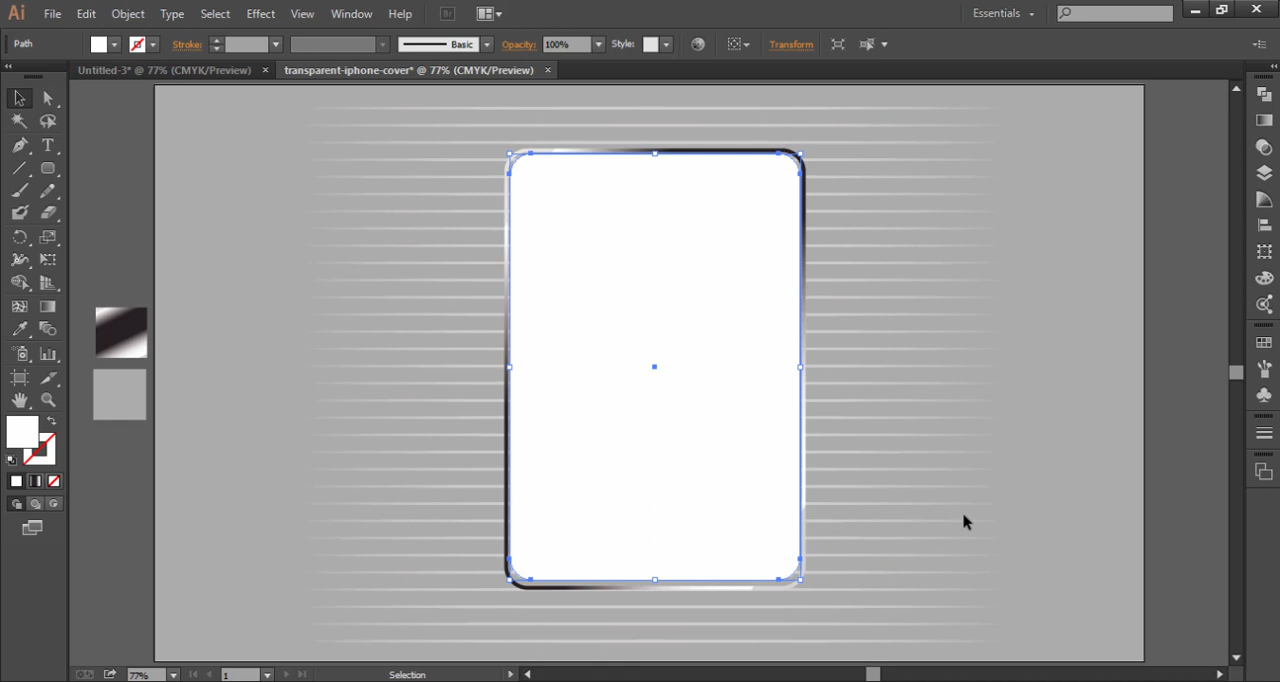 Ai File Edit Object Type Select Effect View Window Help Br Essentials
Path Stroke: Basic Opacity: 100% Style: Transform
Untitled-3* @ 77% (CMYK/Preview) × transparent-iphone-cover* @ 77% (CMYK/Preview) ×
T
77% 1 Selection